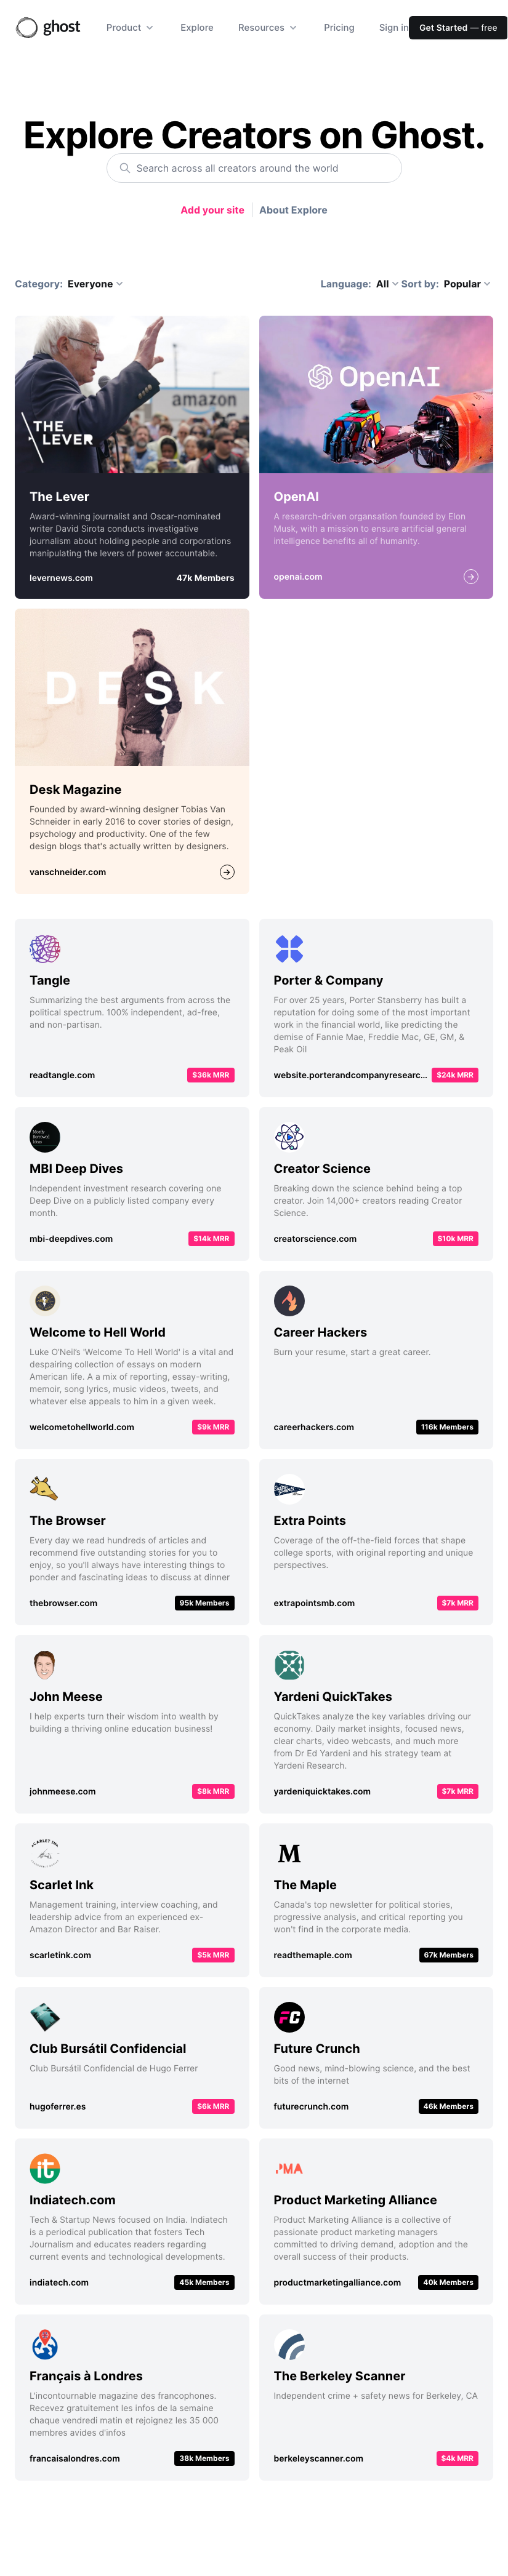 ghost
Product
Explore
Resources
Pricing
Sign in
Get Started — free
Explore Creators on Ghost.
Search across all creators around the world
Add your site
About Explore
Category: Everyone
Language: All
Sort by: Popular
amazon
THE
LEVER
The Lever
Award-winning journalist and Oscar-nominated
writer David Sirota conducts investigative
journalism about holding people and corporations
manipulating the levers of power accountable.
levernews.com
47k Members
OpenAI
OpenAI
A research-driven organsation founded by Elon
Musk, with a mission to ensure artificial general
intelligence benefits all of humanity.
openai.com
DESK
Desk Magazine
Founded by award-winning designer Tobias Van
Schneider in early 2016 to cover stories of design,
psychology and productivity. One of the few
design blogs that's actually written by designers.
vanschneider.com
Tangle
Summarizing the best arguments from across the
political spectrum. 100% independent, ad-free,
and non-partisan.
readtangle.com
$36k MRR
Porter & Company
For over 25 years, Porter Stansberry has built a
reputation for doing some of the most important
work in the financial world, like predicting the
demise of Fannie Mae, Freddie Mac, GE, GM, &
Peak Oil
website.porterandcompanyresearc...
$24k MRR
Mostly
Borrowed
Ideas
MBI Deep Dives
Independent investment research covering one
Deep Dive on a publicly listed company every
month.
mbi-deepdives.com
$14k MRR
Creator Science
Breaking down the science behind being a top
creator. Join 14,000+ creators reading Creator
Science.
creatorscience.com
$10k MRR
Welcome to Hell World
Luke O'Neil's 'Welcome To Hell World' is a vital and
despairing collection of essays on modern
American life. A a mix of reporting, essay-writing,
memoir, song lyrics, music videos, tweets, and
whatever else appeals to him in a given week.
welcometohellworld.com
$9k MRR
Career Hackers
Burn your resume, start a great career.
careerhackers.com
116k Members
The Browser
Every day we read hundreds of articles and
recommend five outstanding stories for you to
enjoy, so you'll always have interesting things to
ponder and fascinating ideas to discuss at dinner
thebrowser.com
95k Members
Extra Points
Coverage of the off-the-field forces that shape
college sports, with original reporting and unique
perspectives.
extrapointsmb.com
$7k MRR
John Meese
I help experts turn their wisdom into wealth by
building a thriving online education business!
johnmeese.com
$8k MRR
Yardeni QuickTakes
QuickTakes analyze the key variables driving our
economy. Daily market insights, focused news,
clear charts, video webcasts, and much more
from Dr Ed Yardeni and his strategy team at
Yardeni Research.
yardeniquicktakes.com
$7k MRR
SCARLET INK
Scarlet Ink
Management training, interview coaching, and
leadership advice from an experienced ex-
Amazon Director and Bar Raiser.
scarletink.com
$5k MRR
M
The Maple
Canada's top newsletter for political stories,
progressive analysis, and critical reporting you
won't find in the corporate media.
readthemaple.com
67k Members
Club Bursátil Confidencial
Club Bursátil Confidencial de Hugo Ferrer
hugoferrer.es
$6k MRR
FC
Future Crunch
Good news, mind-blowing science, and the best
bits of the internet
futurecrunch.com
46k Members
it
Indiatech.com
Tech & Startup News focused on India. Indiatech
is a periodical publication that fosters Tech
Journalism and educates readers regarding
current events and technological developments.
indiatech.com
45k Members
PMA
Product Marketing Alliance
Product Marketing Alliance is a collective of
passionate product marketing managers
committed to driving demand, adoption and the
overall success of their products.
productmarketingalliance.com
40k Members
Français à Londres
L'incontournable magazine des francophones.
Recevez gratuitement les infos de la semaine
chaque vendredi matin et rejoignez les 35 000
membres avides d'infos
francaisalondres.com
38k Members
The Berkeley Scanner
Independent crime + safety news for Berkeley, CA
berkeleyscanner.com
$4k MRR